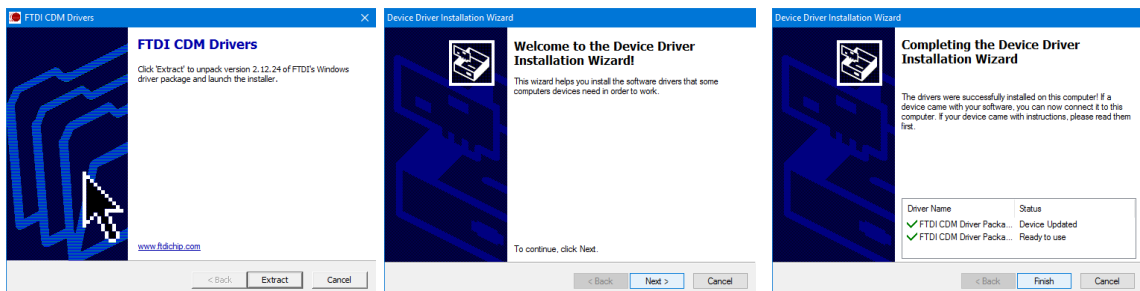 FTDI CDM Drivers
FTDI CDM Drivers
Click 'Extract' to unpack version 2.12.24 of FTDI's Windows
driver package and launch the installer.
www.ftdichip.com
< Back
Extract
Cancel
Device Driver Installation Wizard
Welcome to the Device Driver
Installation Wizard!
This wizard helps you install the software drivers that some
computers devices need in order to work.
To continue, click Next.
< Back
Next >
Cancel
Device Driver Installation Wizard
Completing the Device Driver
Installation Wizard
The drivers were successfully installed on this computer! If a
device came with your software, you can now connect it to this
computer. If your device came with instructions, please read them
first.
Driver Name Status
FTDI CDM Driver Packa... Device Updated
FTDI CDM Driver Packa... Ready to use
< Back
Finish
Cancel